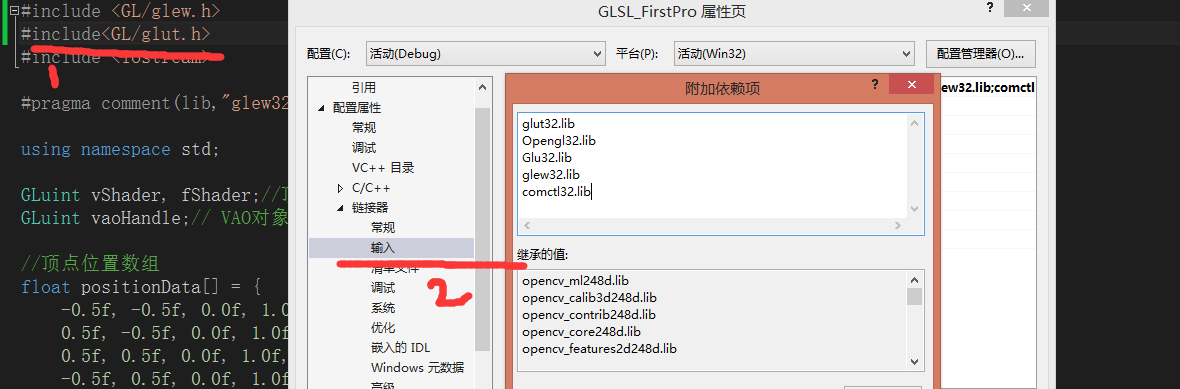 #include <GL/glew.h>
#include<GL/glut.h>
#include <iostream>
1
#pragma comment(lib,"glew32
using namespace std;
GLuint vShader, fShader;//顶
GLuint vaoHandle;// VAO对象
//顶点位置数组
float positionData[] = {
-0.5f, -0.5f, 0.0f, 1.0
0.5f, -0.5f, 0.0f, 1.0f
0.5f, 0.5f, 0.0f, 1.0f,
-0.5f, 0.5f, 0.0f, 1.0f
GLSL_FirstPro 属性页
? ×
配置(C):
活动(Debug)
平台(P):
活动(Win32)
配置管理器(O)...
引用
配置属性
常规
调试
VC++ 目录
C/C++
链接器
常规
输入
清单文件
调试
系统
优化
嵌入的 IDL
Windows 元数据
高级
2
附加依赖项
? ×
glut32.lib
Opengl32.lib
Glu32.lib
glew32.lib
comctl32.lib
继承的值:
opencv_ml248d.lib
opencv_calib3d248d.lib
opencv_contrib248d.lib
opencv_core248d.lib
opencv_features2d248d.lib
ew32.lib;comctl